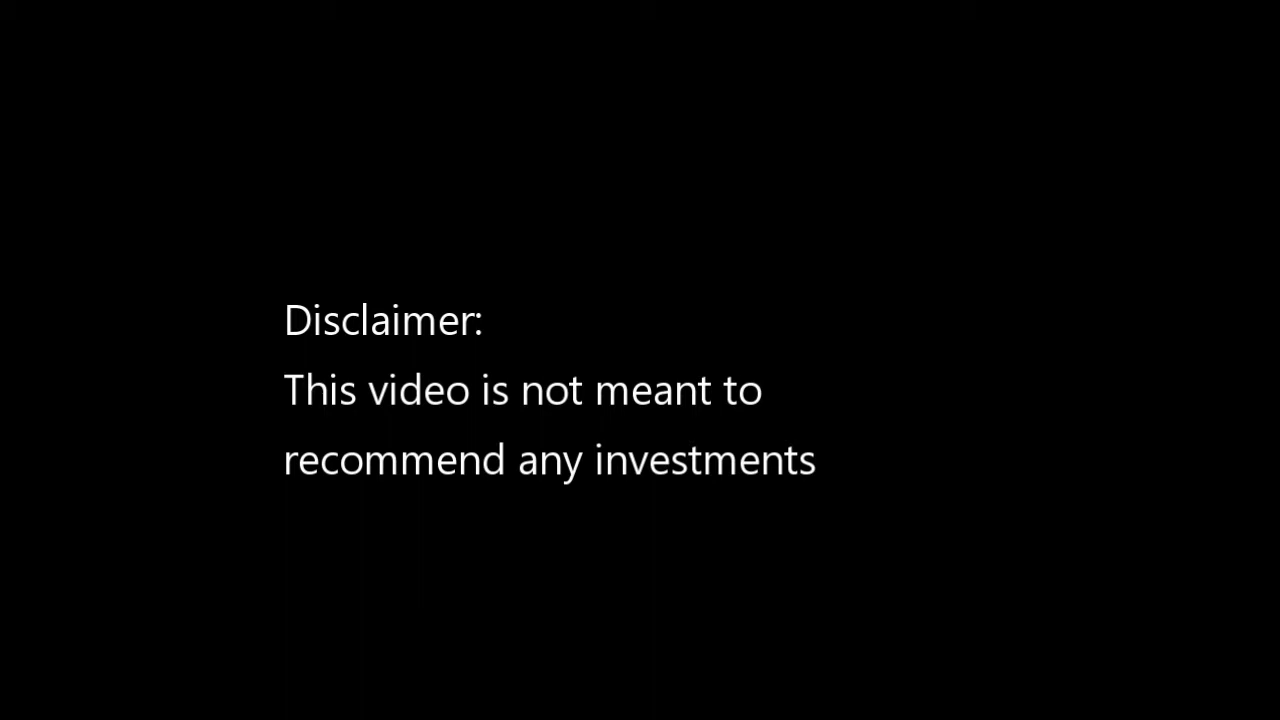 Disclaimer:
This video is not meant to
recommend any investments